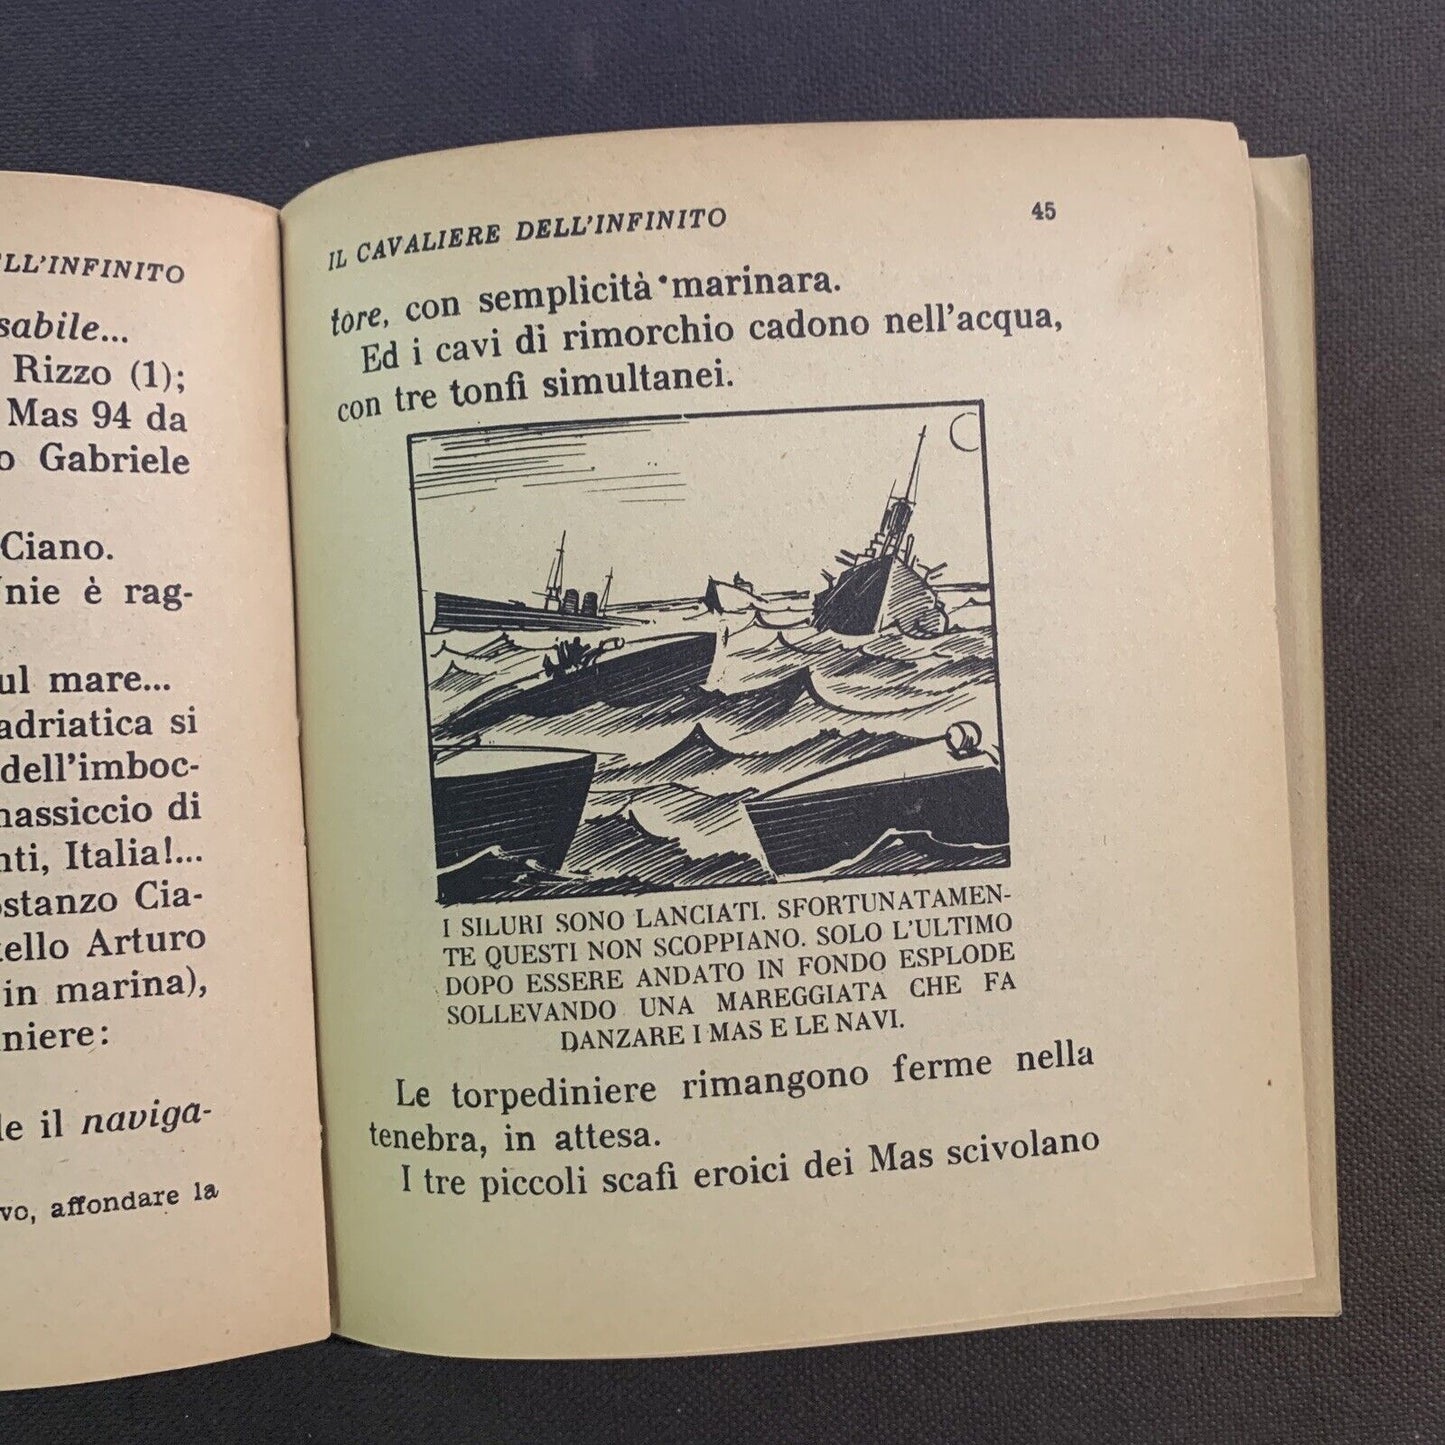 ELL'INFINITO
sabile...
Rizzo (1);
Mas 94 da
o Gabriele
Ciano.
Unie è rag-
ul mare...
adriatica si
dell'imboc-
massiccio di
nti, Italia!...
ostanzo Cia-
tello Arturo
in marina),
niere:
le il naviga-
vo, affondare la
IL CAVALIERE DELL'INFINITO 45
tore, con semplicità marinara.
Ed i cavi di rimorchio cadono nell'acqua,
con tre tonfi simultanei.
I SILURI SONO LANCIATI. SFORTUNATAMEN-
TE QUESTI NON SCOPPIANO. SOLO L'ULTIMO
DOPO ESSERE ANDATO IN FONDO ESPLODE
SOLLEVANDO UNA MAREGGIATA CHE FA
DANZARE I MAS E LE NAVI.
Le torpediniere rimangono ferme nella
tenebra, in attesa.
I tre piccoli scafi eroici dei Mas scivolano